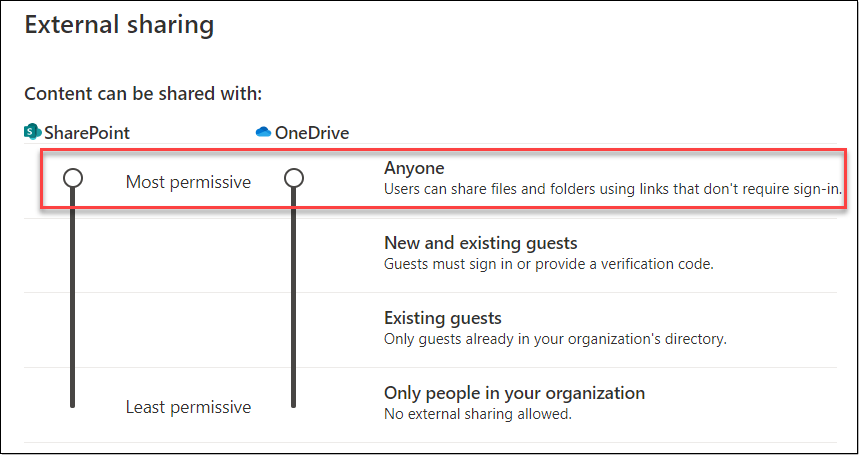 External sharing
Content can be shared with:
SharePoint OneDrive
Most permissive Anyone
Users can share files and folders using links that don't require sign-in.
New and existing guests
Guests must sign in or provide a verification code.
Existing guests
Only guests already in your organization's directory.
Least permissive Only people in your organization
No external sharing allowed.